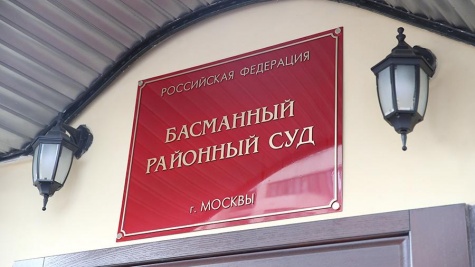 РОССИЙСКАЯ ФЕДЕРАЦИЯ
БАСМАННЫЙ
РАЙОННЫЙ СУД
г. МОСКВЫ